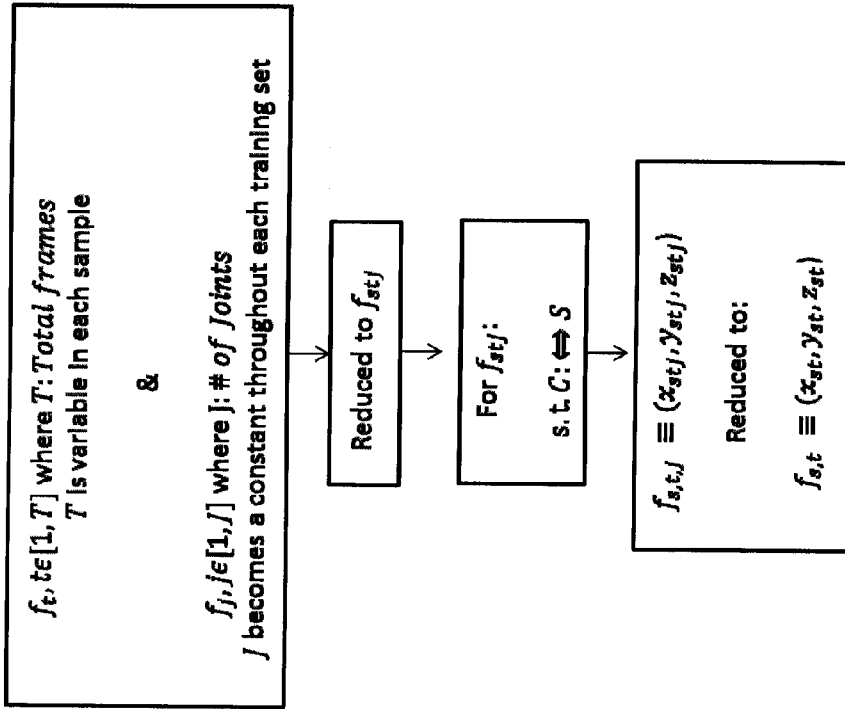 f_t, t∈[1, T] where T: Total frames
T is variable in each sample
&
f_j, j∈[1, J] where J: # of Joints
J becomes a constant throughout each training set
Reduced to f_stj
For f_stj:
s. t. C: ⇔ S
f_s,t,j ≡ (x_stj, y_stj, z_stj)
Reduced to:
f_s,t ≡ (x_st, y_st, z_st)